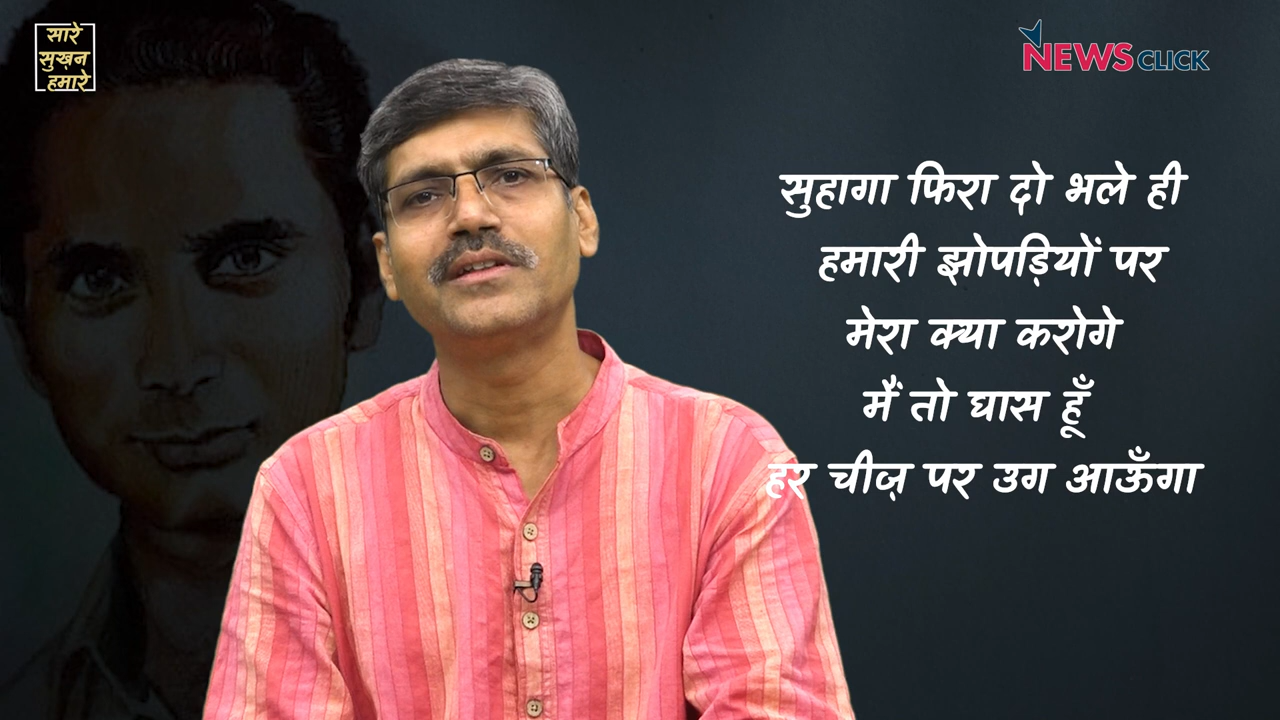 सारे
सुख़न
हमारे
NEWSCLICK
सुहागा फिरा दो भले ही
हमारी झोपड़ियों पर
मेरा क्या करोगे
मैं तो घास हूँ
हर चीज़ पर उग आऊँगा